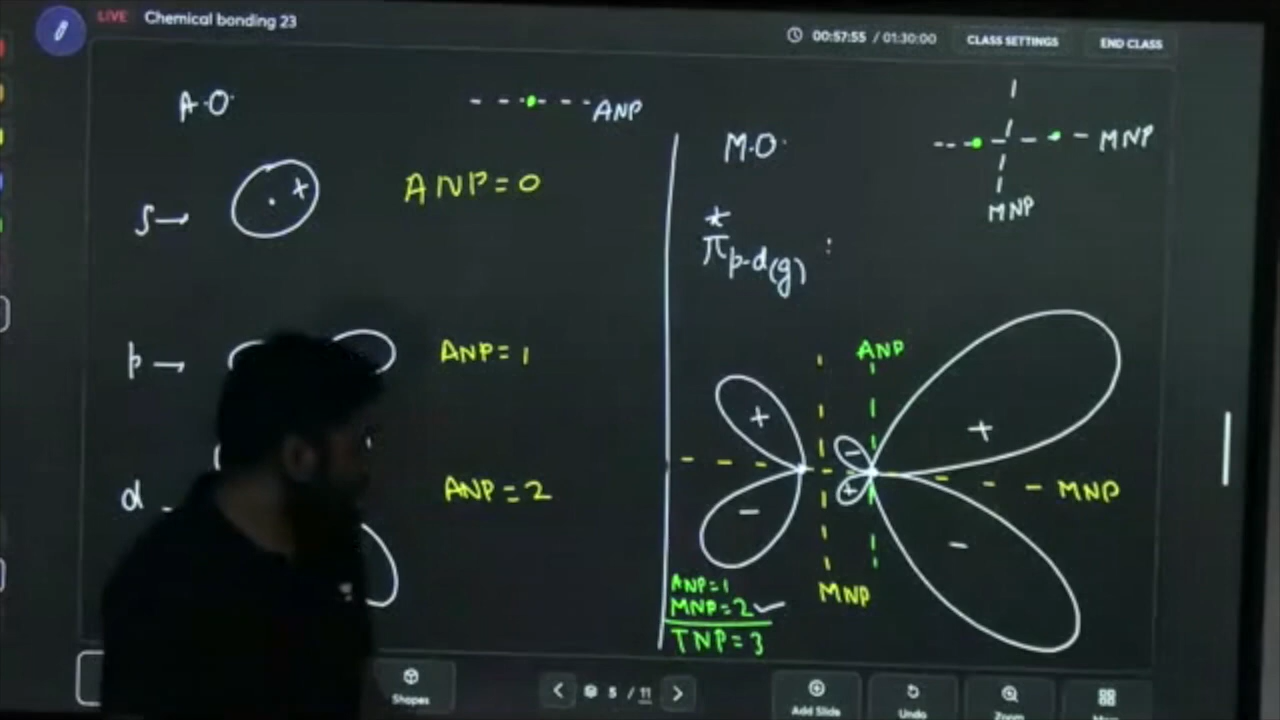 LIVE Chemical bonding 23
00:57:55 / 01:30:00 CLASS SETTINGS END CLASS
A.O.
ANP
s→
+
ANP=0
p→
ANP=1
d
ANP=2
M.O.
MNP
MNP
π*p-d(g) :
ANP
+
+
-
-
+
-
MNP
MNP
ANP=1
MNP=2✓
TNP=3
Shapes
5 / 11
Add Slide
Undo
Zoom